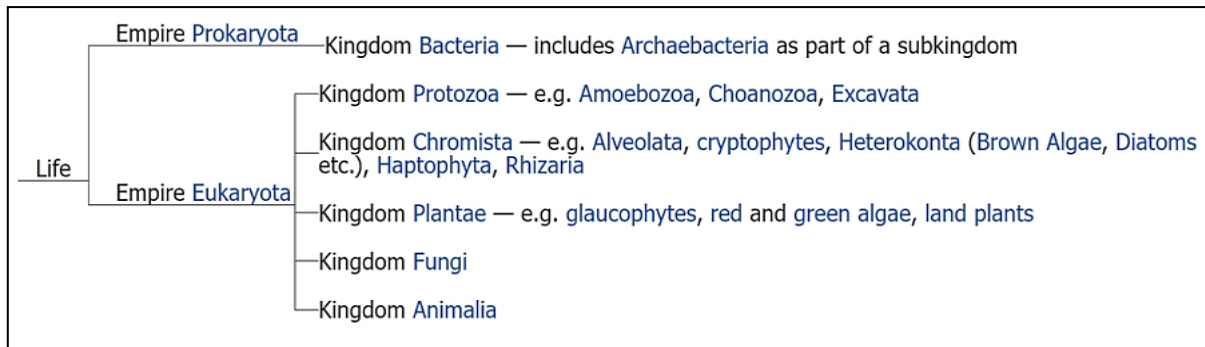 Empire Prokaryota
Kingdom Bacteria — includes Archaebacteria as part of a subkingdom
Kingdom Protozoa — e.g. Amoebozoa, Choanozoa, Excavata
Kingdom Chromista — e.g. Alveolata, cryptophytes, Heterokonta (Brown Algae, Diatoms
etc.), Haptophyta, Rhizaria
Life
Empire Eukaryota
Kingdom Plantae — e.g. glaucophytes, red and green algae, land plants
Kingdom Fungi
Kingdom Animalia